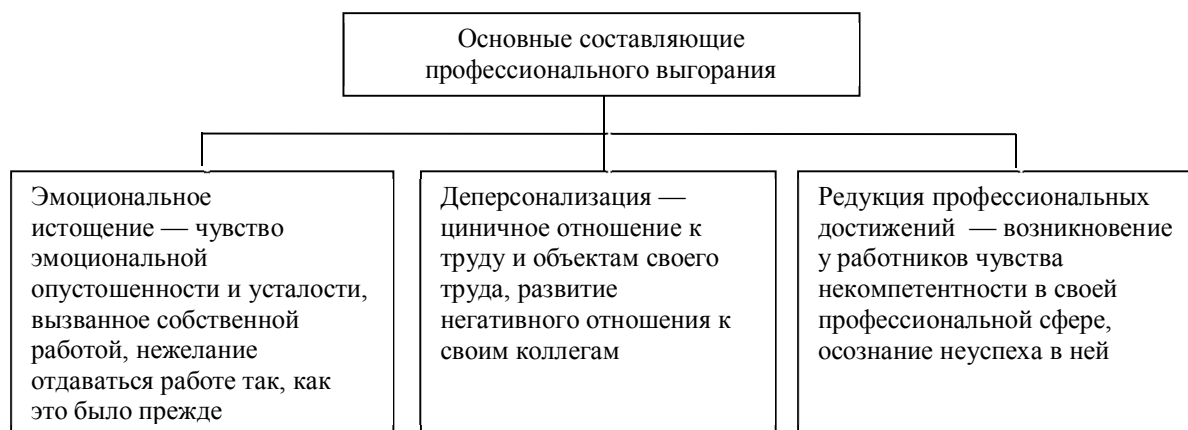 Основные составляющие
профессионального выгорания
Эмоциональное
истощение — чувство
эмоциональной
опустошенности и усталости,
вызванное собственной
работой, нежелание
отдаваться работе так, как
это было прежде
Деперсонализация —
циничное отношение к
труду и объектам своего
труда, развитие
негативного отношения к
своим коллегам
Редукция профессиональных
достижений — возникновение
у работников чувства
некомпетентности в своей
профессиональной сфере,
осознание неуспеха в ней